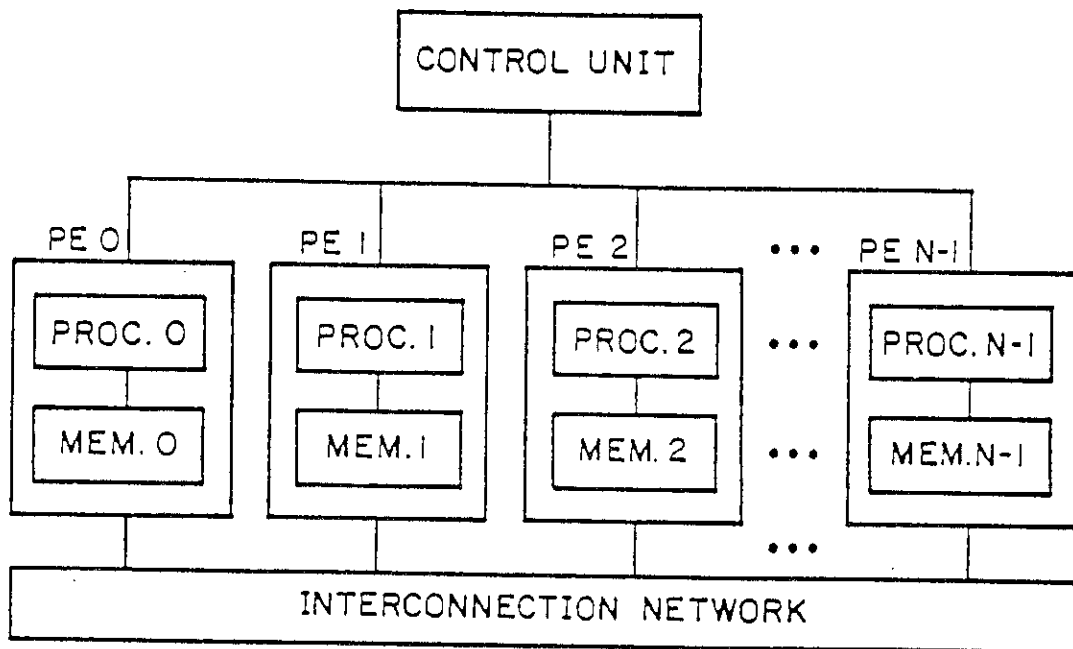 CONTROL UNIT
PE 0 PE 1 PE 2 ••• PE N-1
PROC. 0 PROC. 1 PROC. 2 ••• PROC. N-1
MEM. 0 MEM. 1 MEM. 2 ••• MEM. N-1
•••
INTERCONNECTION NETWORK